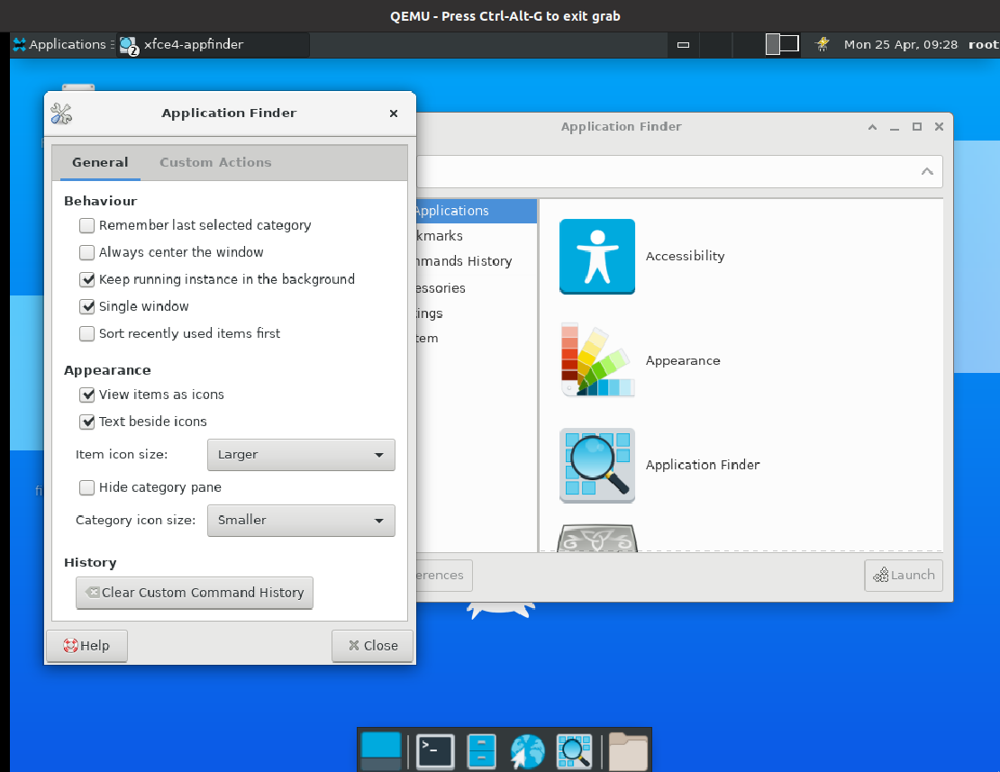 QEMU - Press Ctrl-Alt-G to exit grab
Applications
xfce4-appfinder
Mon 25 Apr, 09:28
root
Application Finder
General
Custom Actions
Behaviour
Remember last selected category
Always center the window
Keep running instance in the background
Single window
Sort recently used items first
Appearance
View items as icons
Text beside icons
Item icon size:
Larger
Hide category pane
Category icon size:
Smaller
History
Clear Custom Command History
Help
Close
Application Finder
Applications
kmarks
mmands History
essories
ings
tem
Accessibility
Appearance
Application Finder
erences
Launch